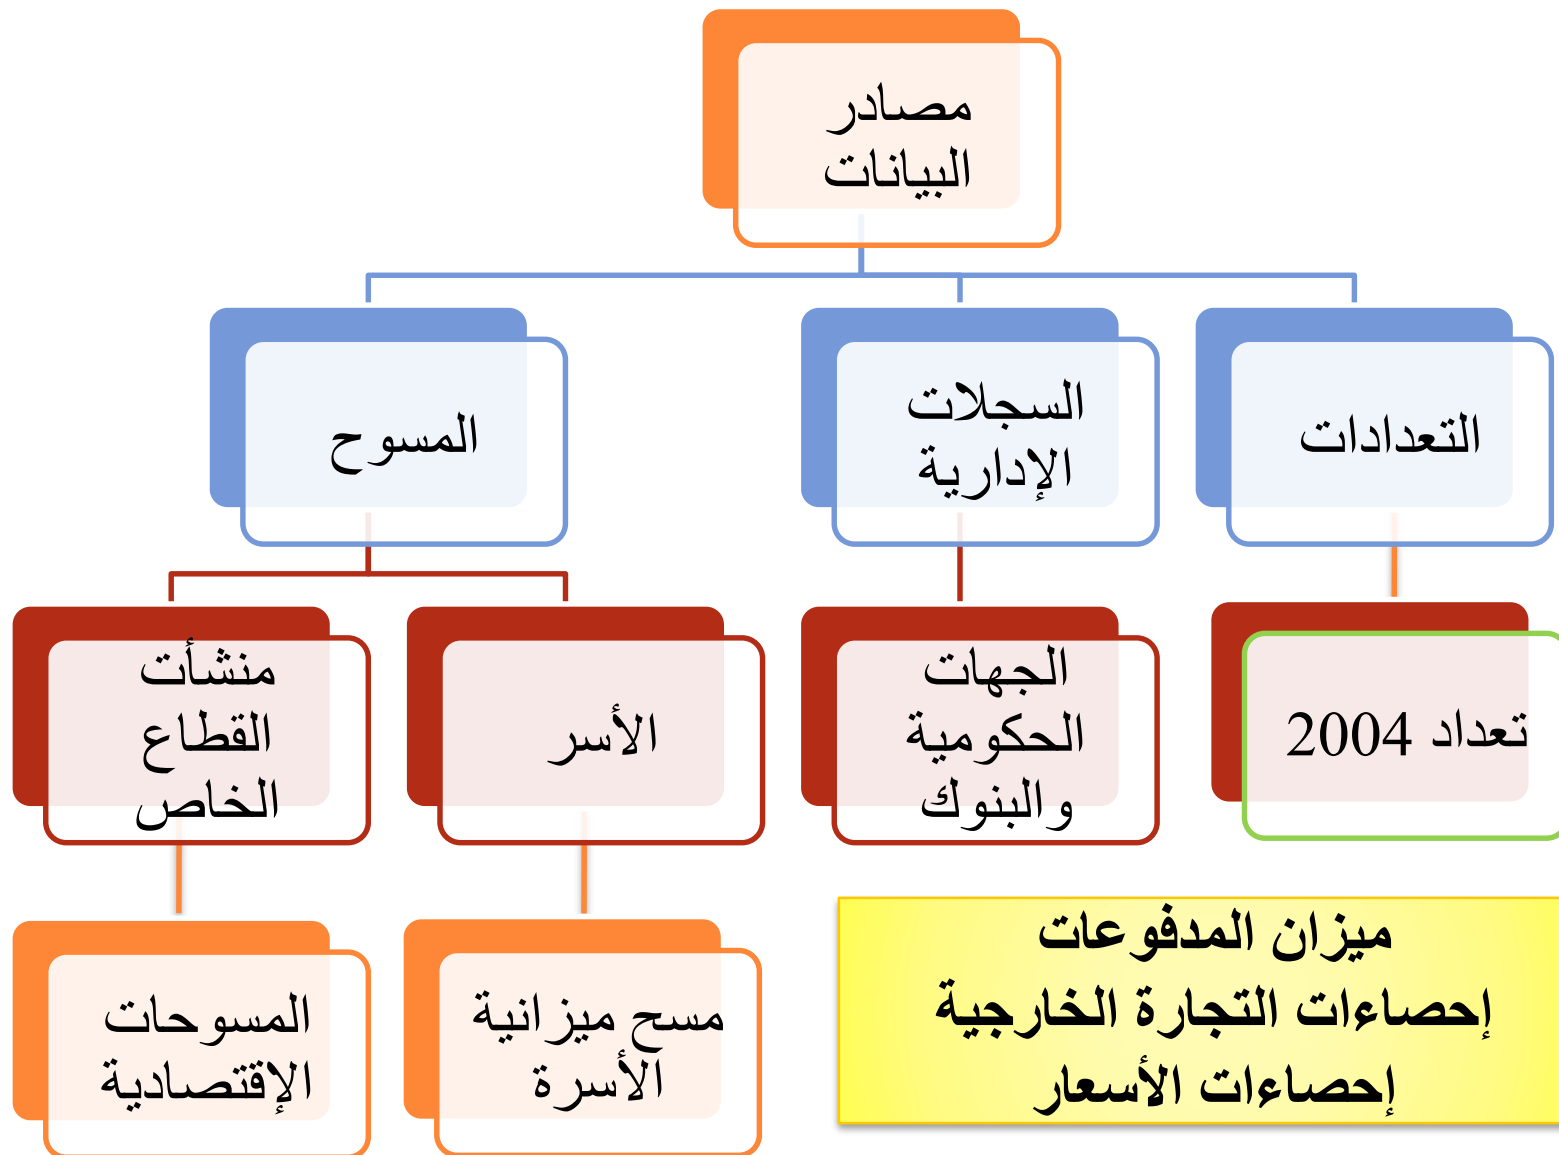 مصادر
البيانات
التعدادات
السجلات
الإدارية
المسوح
تعداد 2004
الجهات
الحكومية
والبنوك
الأسر
منشأت
القطاع
الخاص
ميزان المدفوعات
إحصاءات التجارة الخارجية
إحصاءات الأسعار
مسح ميزانية
الأسرة
المسوحات
الإقتصادية